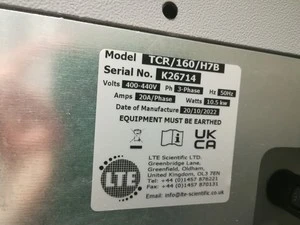 Model TCR/160/H7B
Serial No. K26714
Volts 400-440V Ph 3-Phase Hz 50Hz
Amps 20A/Phase Watts 10.5 kw
Date of Manufacture 20/10/2022
EQUIPMENT MUST BE EARTHED
UK
CA
LTE
LTE Scientific LTD.
Greenbridge Lane,
Greenfield, Oldham,
United Kingdom, OL3 7EN
Tel: +44 (0)1457 876221
Fax: +44 (0)1457 870131
Email: info@lte-scientific.co.uk